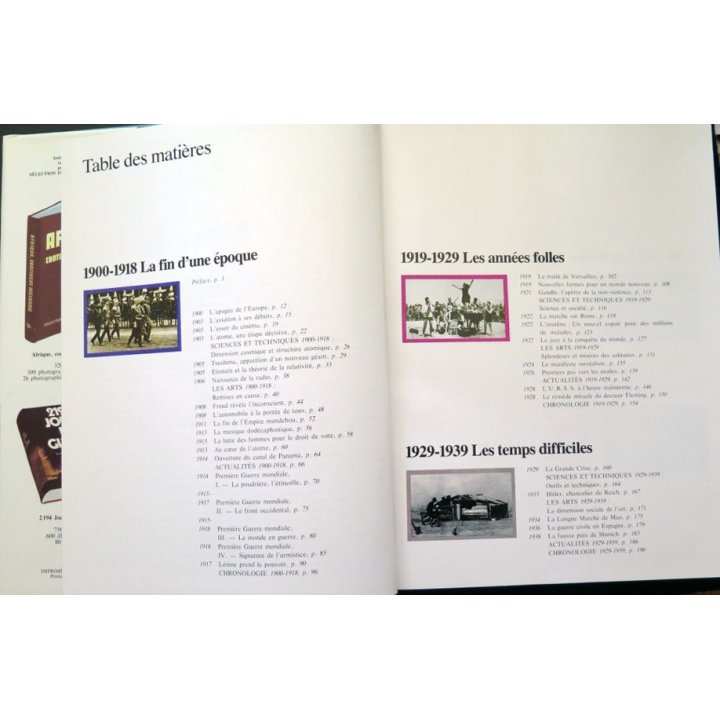 SÉLECTION D
Afrique, con
2194 Jou
Table des matières
1900-1918 La fin d'une époque
Préface, p. 3
1900 L'apogée de l'Europe, p. 12
1903 L'aviation à ses débuts, p. 15
1903 L'essor du cinéma, p. 19
1903 L'atome, une étape décisive, p. 22
SCIENCES ET TECHNIQUES 1900-1918 :
Dimension cosmique et structure atomique, p. 26
1905 Tsushima, apparition d'un nouveau géant, p. 29
1905 Einstein et la théorie de la relativité, p. 33
1906 Naissance de la radio, p. 38
LES ARTS 1900-1918 :
Remises en cause, p. 40
1908 Freud révèle l'inconscient, p. 44
1908 L'automobile à la portée de tous, p. 48
1911 La fin de l'Empire mandchou, p. 52
1913 La musique dodécaphonique, p. 56
1913 La lutte des femmes pour le droit de vote, p. 58
1913 Au cœur de l'atome, p. 60
1914 Ouverture du canal de Panama, p. 64
ACTUALITÉS 1900-1918, p. 66
1914 Première Guerre mondiale,
I. — La poudrière, l'étincelle, p. 70
1915-
1917 Première Guerre mondiale,
II. — Le front occidental, p. 75
1915-
1918 Première Guerre mondiale,
III. — Le monde en guerre, p. 80
1918 Première Guerre mondiale,
IV. — Signature de l'armistice, p. 85
1917 Lénine prend le pouvoir, p. 90
CHRONOLOGIE 1900-1918, p. 96
1919-1929 Les années folles
1919 Le traité de Versailles, p. 102
1919 Nouvelles formes pour un monde nouveau, p. 108
1921 Gandhi, l'apôtre de la non-violence, p. 113
SCIENCES ET TECHNIQUES 1919-1929
Science et société, p. 116
1922 La marche sur Rome, p. 119
1922 L'insuline : Un nouvel espoir pour des millions
de malades, p. 123
1922 Le jazz à la conquête du monde, p. 127
LES ARTS 1919-1929
Splendeurs et misères des solitaires, p. 131
1924 Le manifeste surréaliste, p. 135
1926 Premiers pas vers les étoiles, p. 139
ACTUALITÉS 1919-1929, p. 142
1928 L'U.R.S.S. à l'heure stalinienne, p. 146
1928 Le remède miracle du docteur Fleming, p. 150
CHRONOLOGIE 1919-1929, p. 154
1929-1939 Les temps difficiles
1929 La Grande Crise, p. 160
SCIENCES ET TECHNIQUES 1929-1939
Outils et techniques, p. 164
1933 Hitler, chancelier du Reich, p. 167
LES ARTS 1929-1939
La dimension sociale de l'art, p. 171
1934 La Longue Marche de Mao, p. 175
1936 La guerre civile en Espagne, p. 179
1938 La fausse paix de Munich, p. 183
ACTUALITÉS 1929-1939, p. 186
CHRONOLOGIE 1929-1939, p. 190